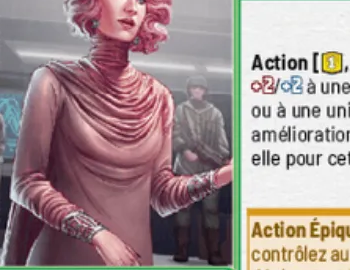 Action [1,
+2/+2 à une
ou à une uni
amélioration
elle pour cet
Action Épiqu
contrôlez au